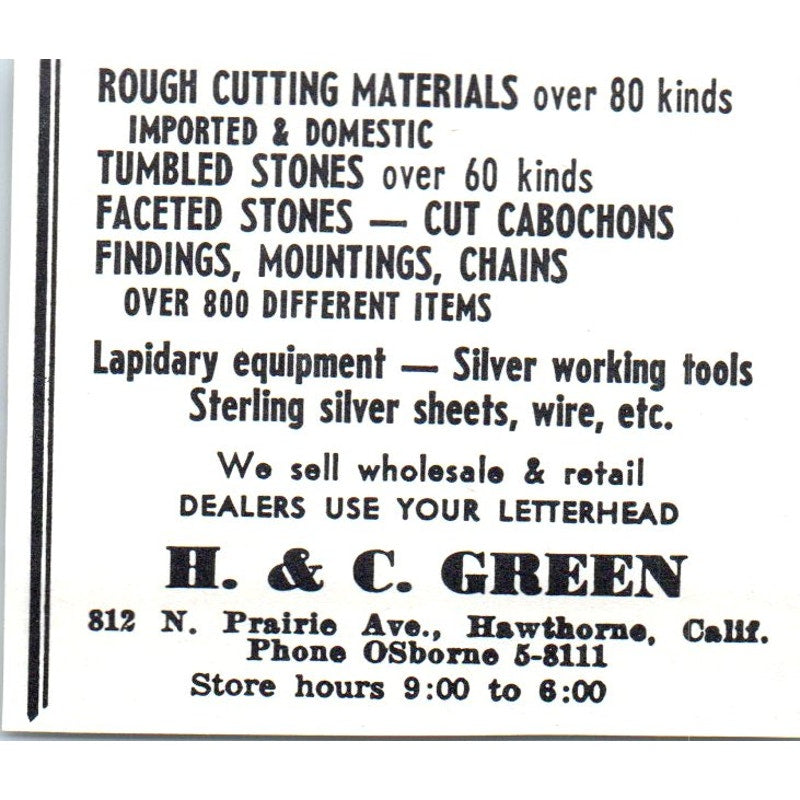 ROUGH CUTTING MATERIALS over 80 kinds
IMPORTED & DOMESTIC
TUMBLED STONES over 60 kinds
FACETED STONES — CUT CABOCHONS
FINDINGS, MOUNTINGS, CHAINS
OVER 800 DIFFERENT ITEMS
Lapidary equipment — Silver working tools
Sterling silver sheets, wire, etc.
We sell wholesale & retail
DEALERS USE YOUR LETTERHEAD
H. & C. GREEN
812 N. Prairie Ave., Hawthorne, Calif.
Phone OSborne 5-8111
Store hours 9:00 to 6:00